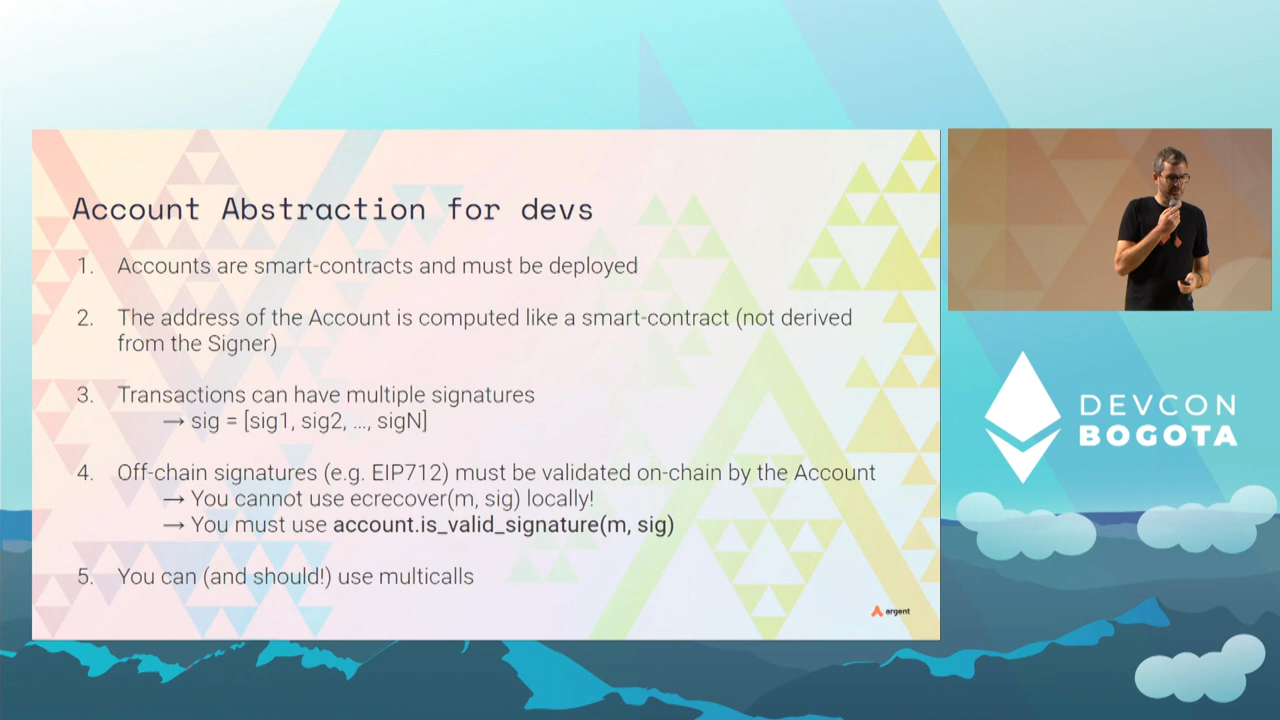 Account Abstraction for devs
1. Accounts are smart-contracts and must be deployed
2. The address of the Account is computed like a smart-contract (not derived
from the Signer)
3. Transactions can have multiple signatures
→ sig = [sig1, sig2, ..., sigN]
4. Off-chain signatures (e.g. EIP712) must be validated on-chain by the Account
→ You cannot use ecrecover(m, sig) locally!
→ You must use account.is_valid_signature(m, sig)
5. You can (and should!) use multicalls
argent
DEVCON
BOGOTA